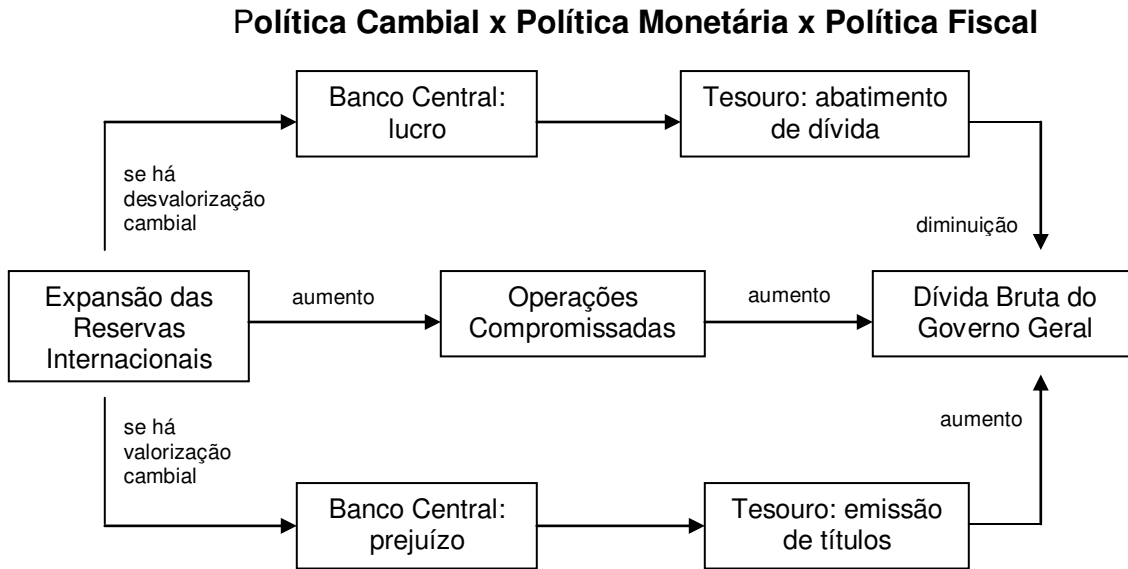 Política Cambial x Política Monetária x Política Fiscal
Banco Central:
lucro
Tesouro: abatimento
de dívida
se há
desvalorização
cambial
diminuição
Expansão das
Reservas
Internacionais
aumento
Operações
Compromissadas
aumento
Dívida Bruta do
Governo Geral
se há
valorização
cambial
aumento
Banco Central:
prejuízo
Tesouro: emissão
de títulos